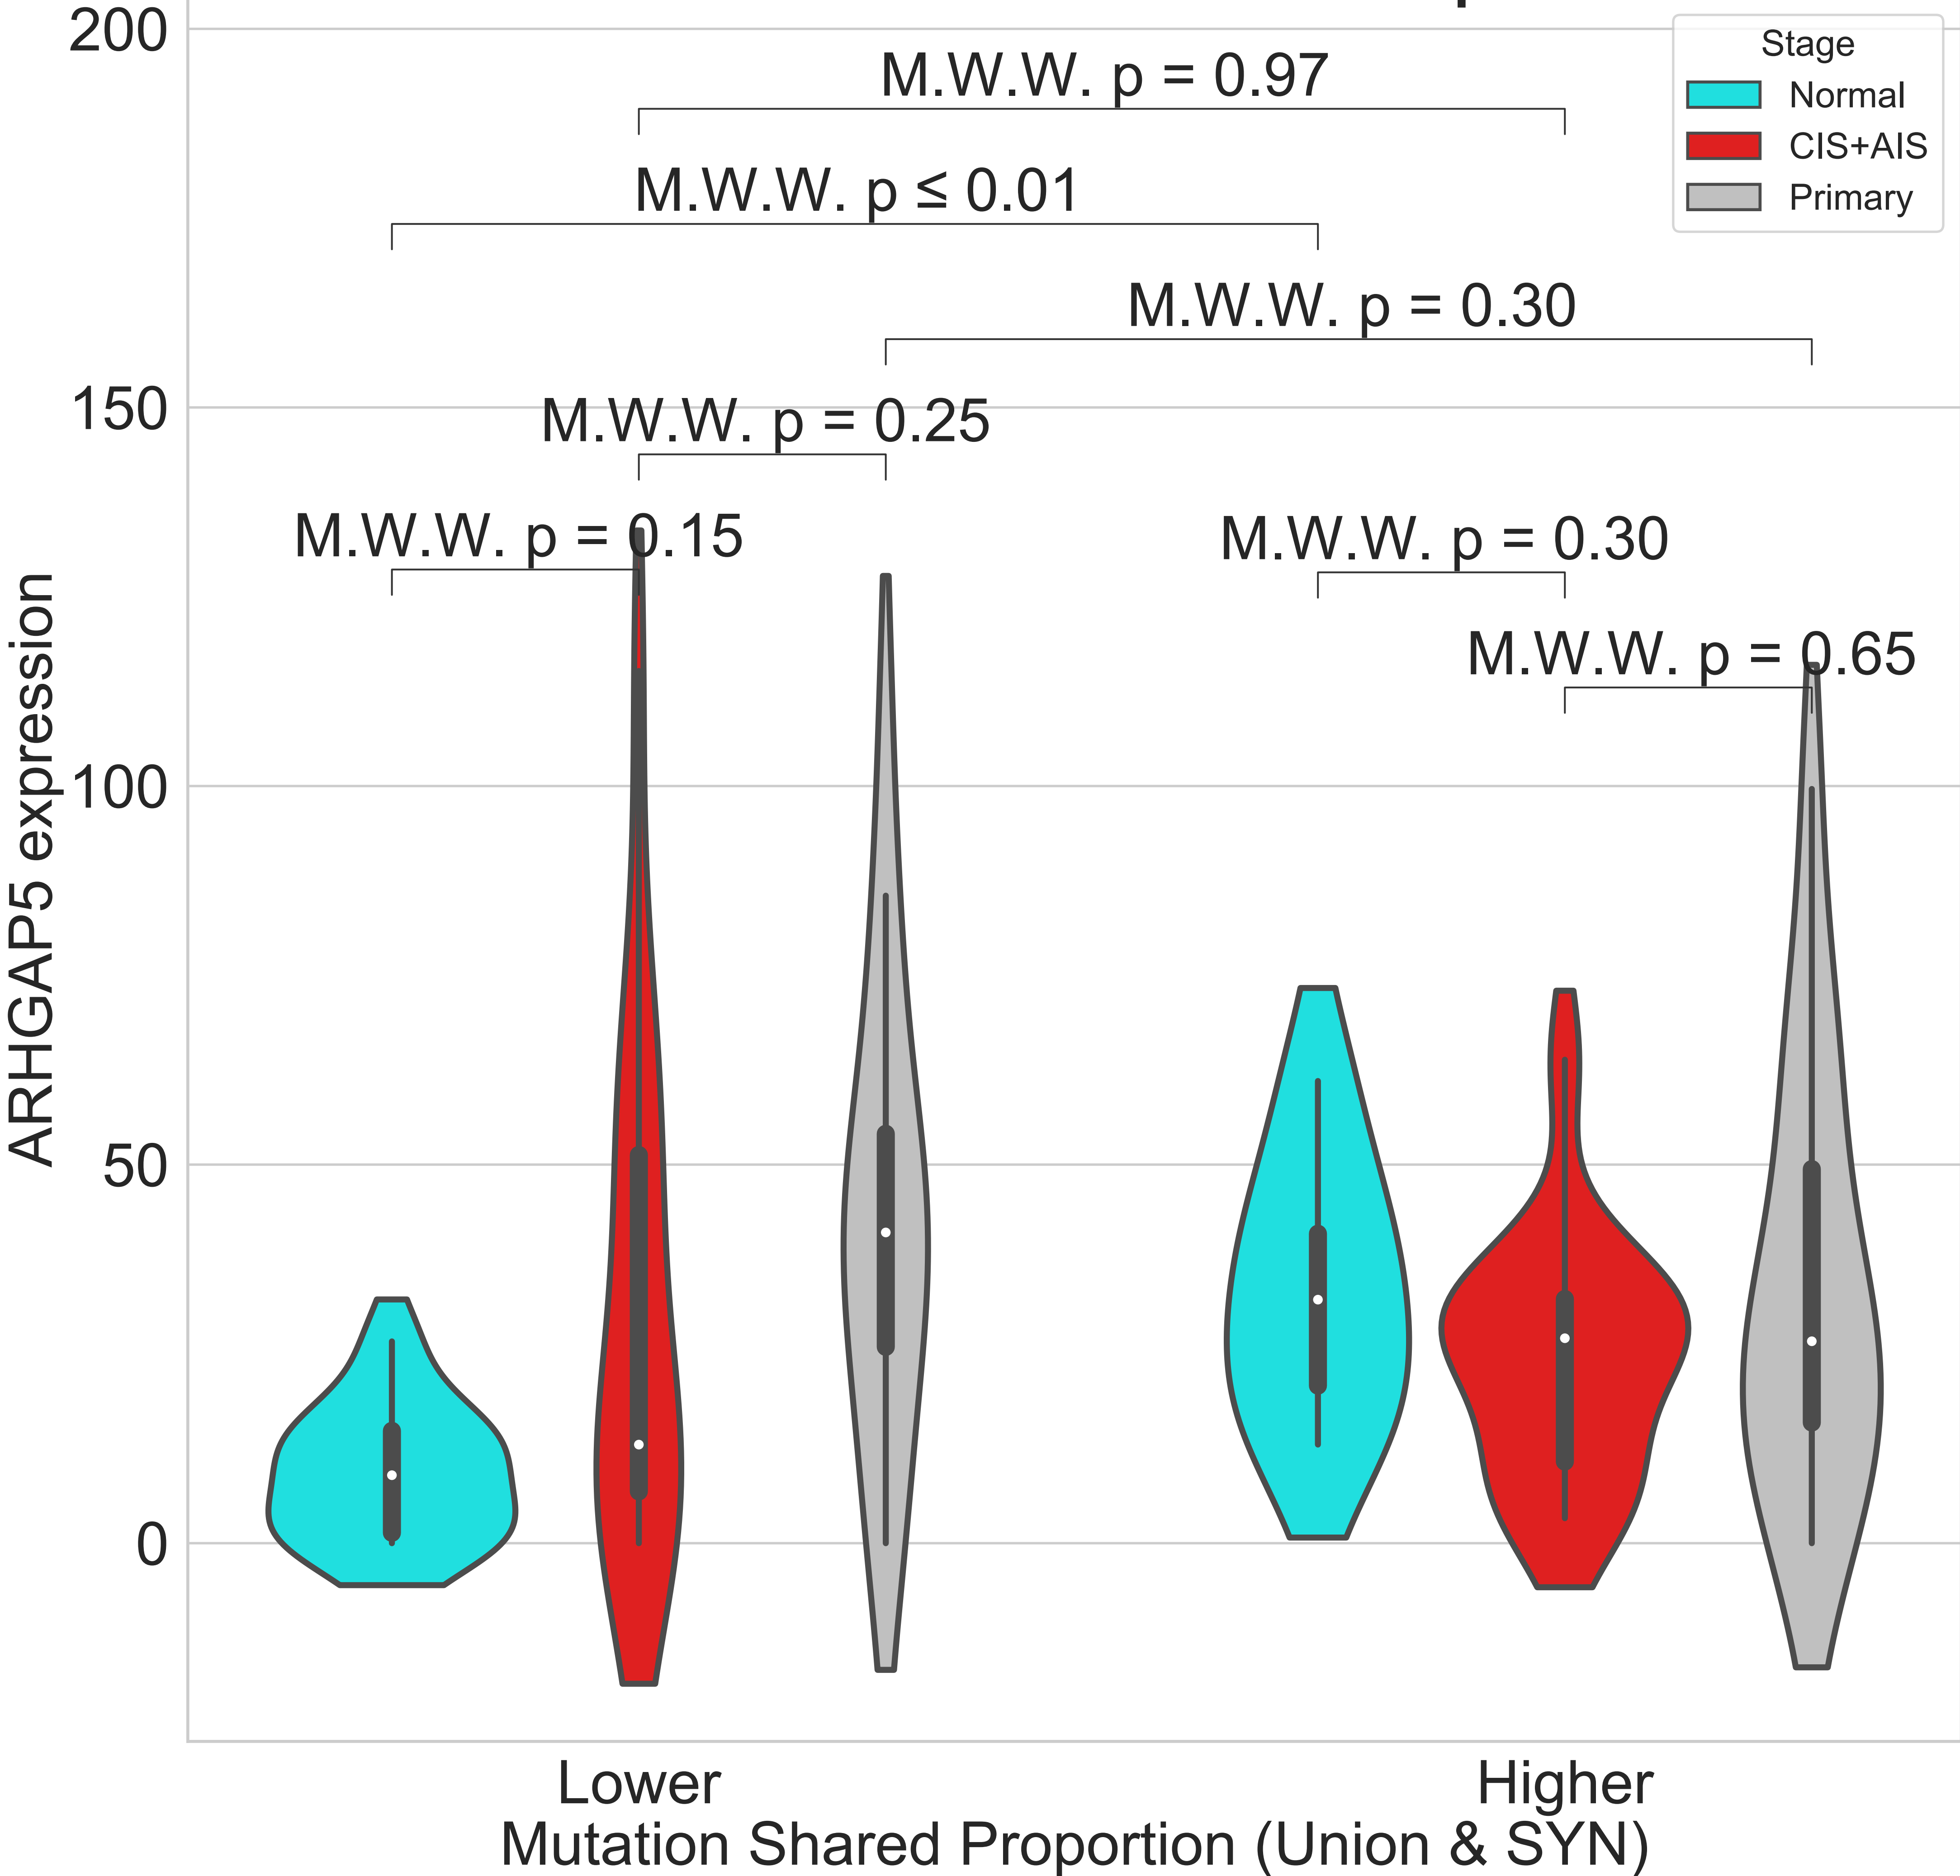 200
150
100
50
0
ARHGAP5 expression
M.W.W. p = 0.97
M.W.W. p ≤ 0.01
M.W.W. p = 0.30
M.W.W. p = 0.25
M.W.W. p = 0.15
M.W.W. p = 0.30
M.W.W. p = 0.65
Stage
Normal
CIS+AIS
Primary
Lower
Higher
Mutation Shared Proportion (Union & SYN)